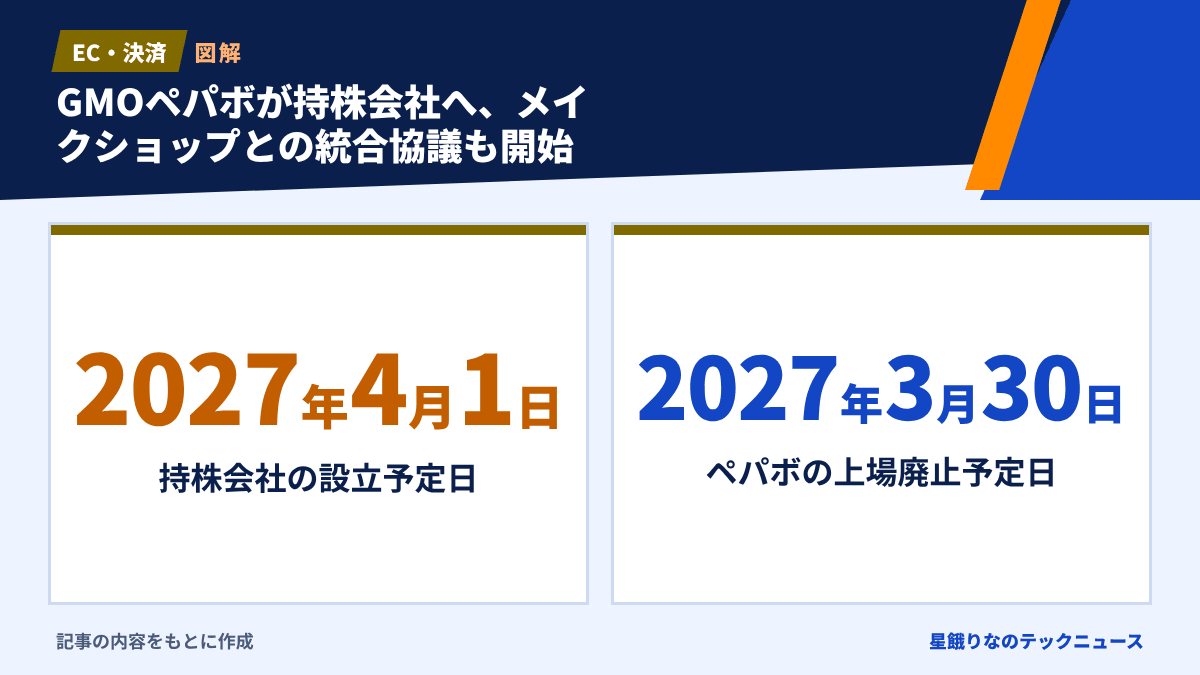 EC・決済 図解
GMOペパボが持株会社へ、メイ
クショップとの統合協議も開始
2027年4月1日
持株会社の設立予定日
2027年3月30日
ペパボの上場廃止予定日
記事の内容をもとに作成
星餓りなのテックニュース